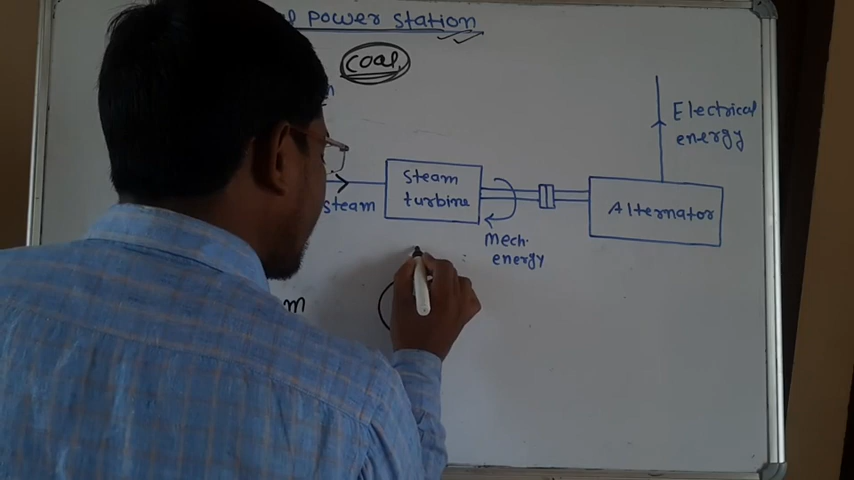 power station
coal
Electrical
energy
steam
turbine
steam
Alternator
Mech.
energy
m